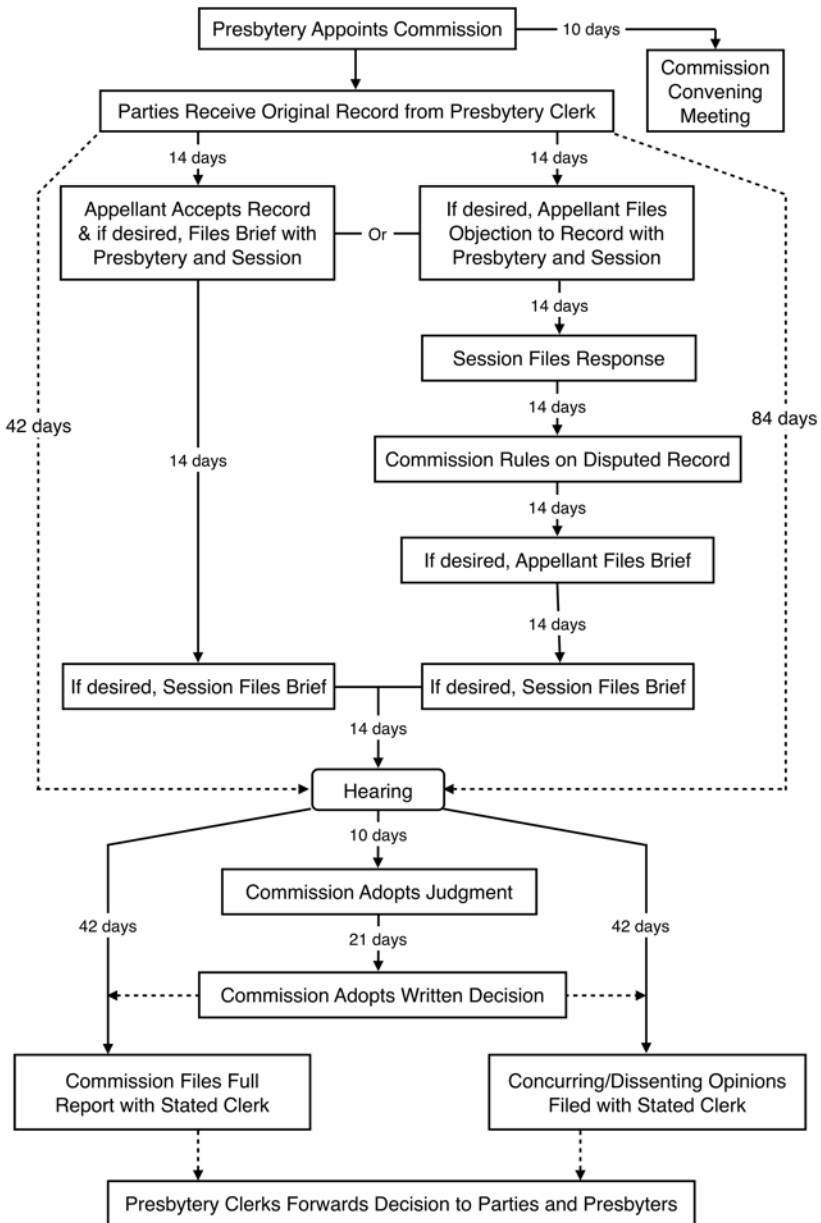 Presbytery Appoints Commission
10 days
Commission
Convening
Meeting
Parties Receive Original Record from Presbytery Clerk
14 days
14 days
Appellant Accepts Record
& if desired, Files Brief with
Presbytery and Session
Or
If desired, Appellant Files
Objection to Record with
Presbytery and Session
14 days
Session Files Response
14 days
42 days
84 days
14 days
Commission Rules on Disputed Record
14 days
If desired, Appellant Files Brief
14 days
If desired, Session Files Brief
If desired, Session Files Brief
14 days
Hearing
10 days
Commission Adopts Judgment
42 days
21 days
42 days
Commission Adopts Written Decision
Commission Files Full
Report with Stated Clerk
Concurring/Dissenting Opinions
Filed with Stated Clerk
Presbytery Clerks Forwards Decision to Parties and Presbyters